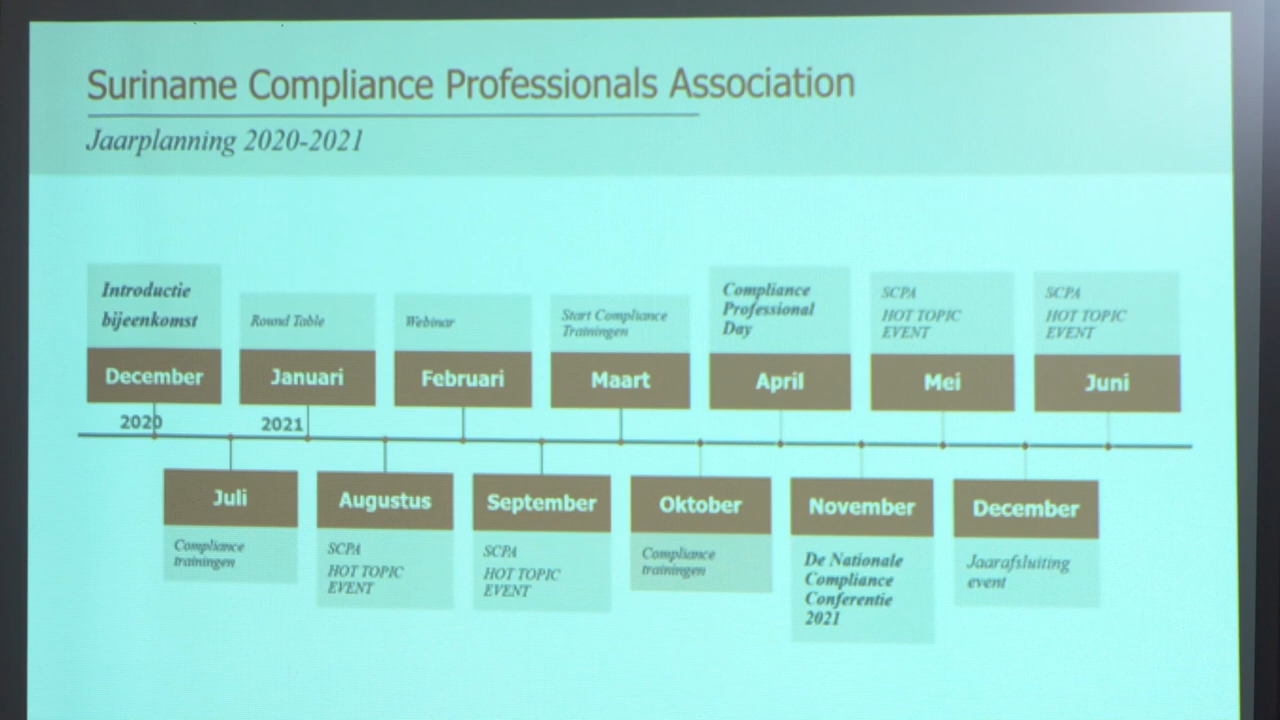 Suriname Compliance Professionals Association
Jaarplanning 2020-2021
Introductie
bijeenkomst
December
2020
Round Table
Januari
2021
Webinar
Februari
Start Compliance
Trainingen
Maart
Compliance
Professional
Day
April
SCPA
HOT TOPIC
EVENT
Mei
SCPA
HOT TOPIC
EVENT
Juni
Juli
Compliance
trainingen
Augustus
SCPA
HOT TOPIC
EVENT
September
SCPA
HOT TOPIC
EVENT
Oktober
Compliance
trainingen
November
De Nationale
Compliance
Conferentie
2021
December
Jaarafsluiting
event